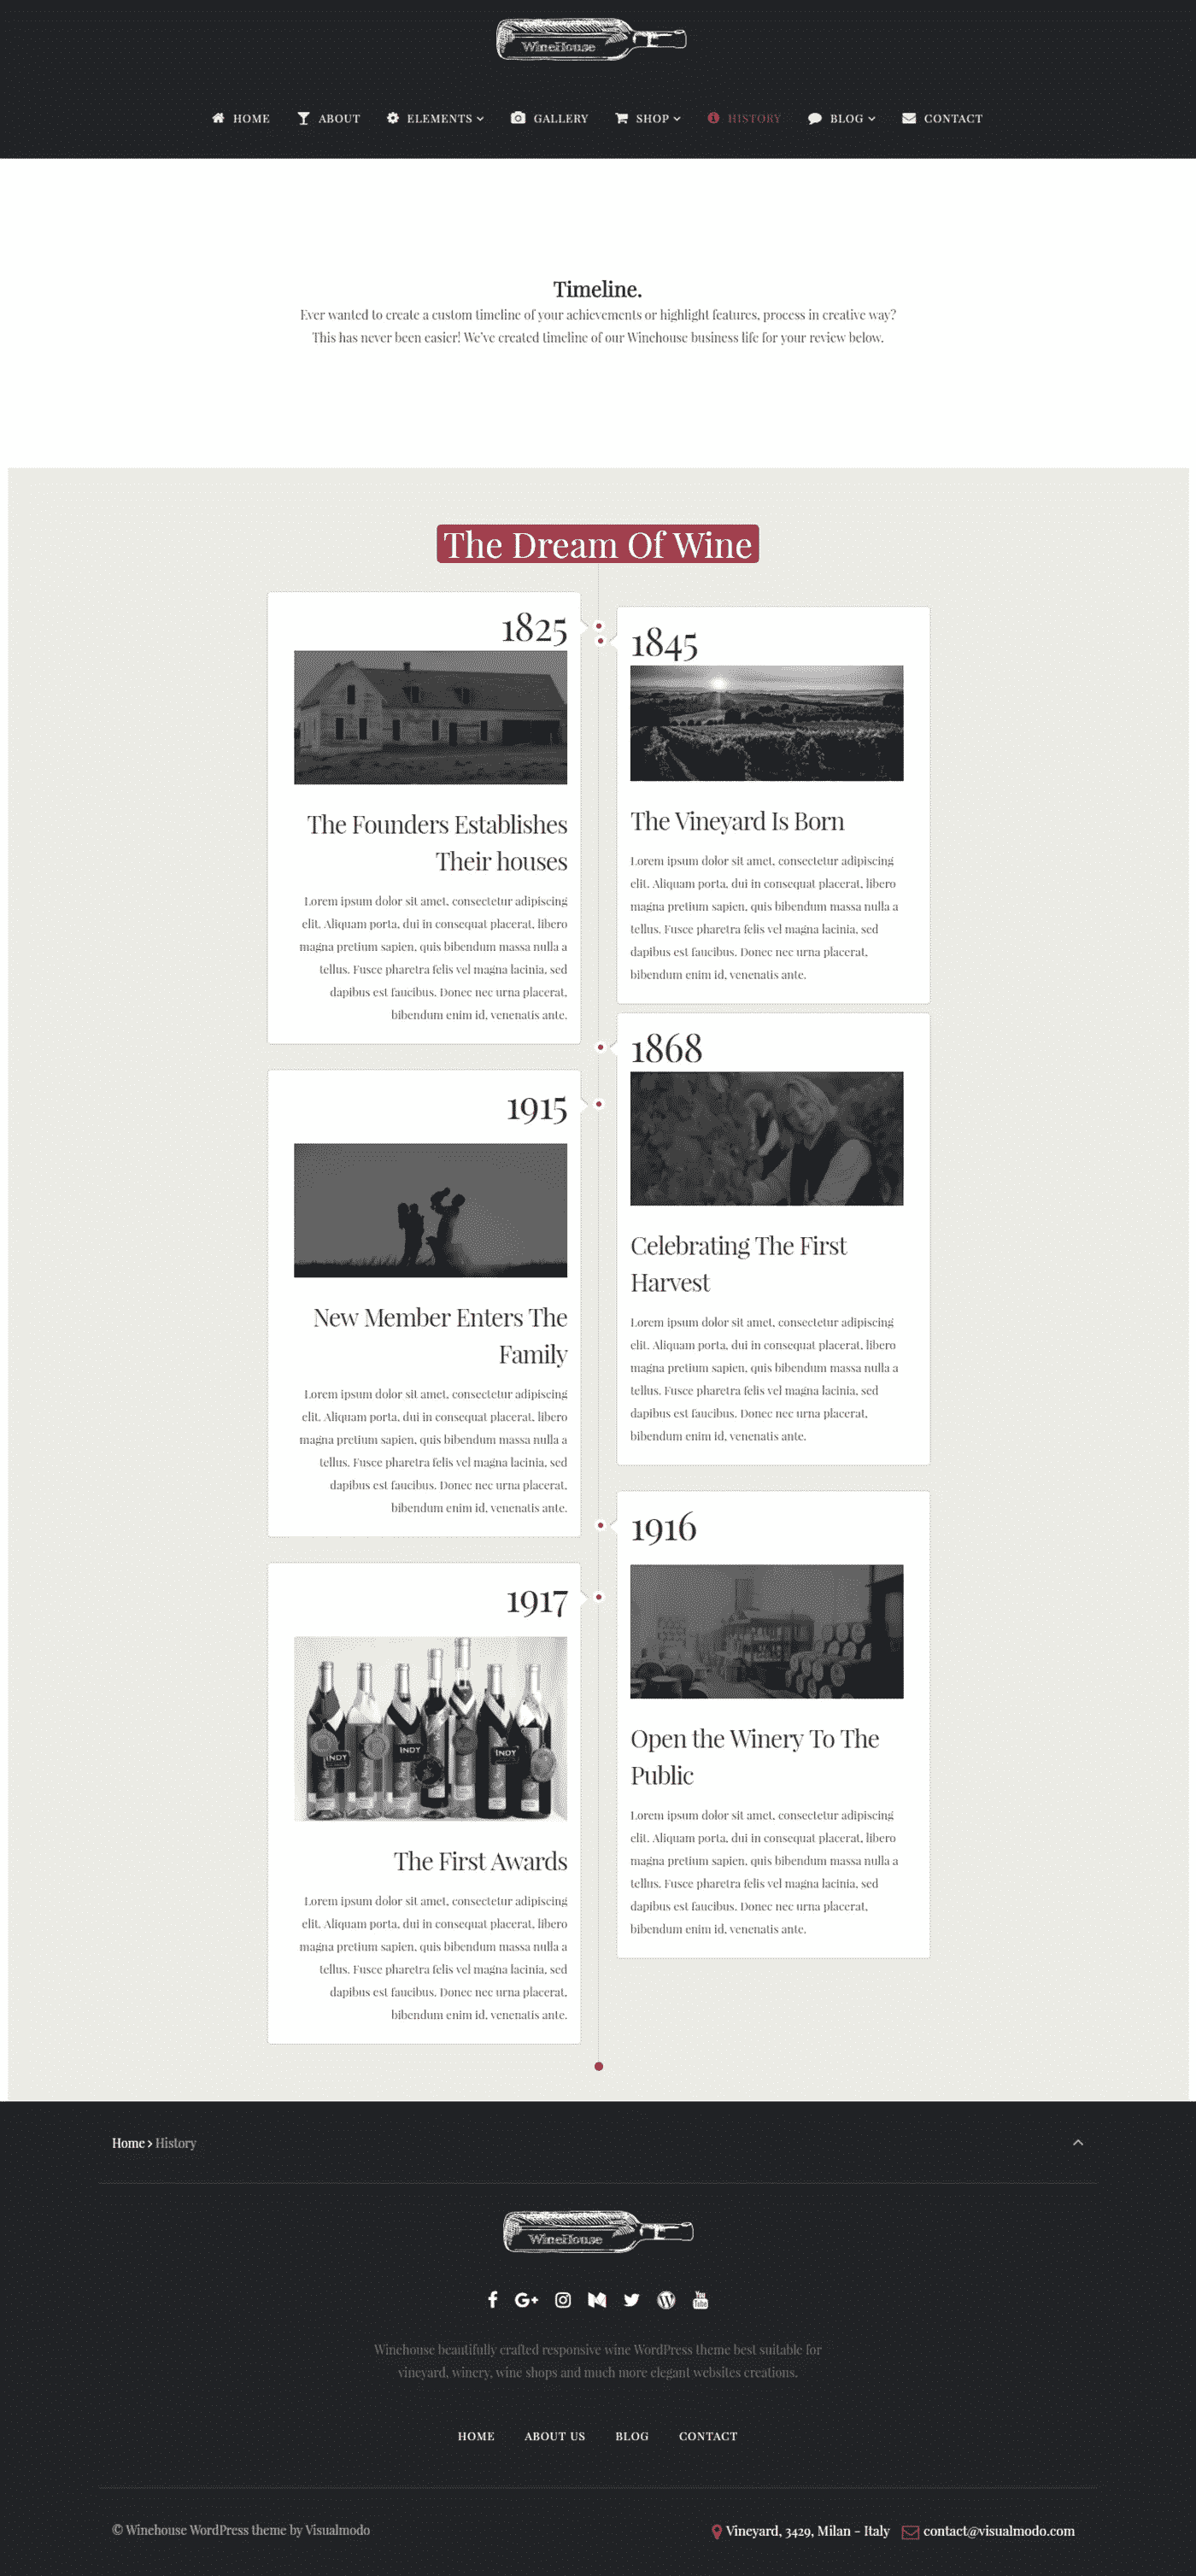 WineHouse
HOME ABOUT ELEMENTS GALLERY SHOP HISTORY BLOG CONTACT
Timeline.
Ever wanted to create a custom timeline of your achievements or highlight features, process in creative way?
This has never been easier! We've created timeline of our Winehouse business life for your review below.
The Dream Of Wine
1825
The Founders Establishes
Their houses
Lorem ipsum dolor sit amet, consectetur adipiscing
elit. Aliquam porta, dui in consequat placerat, libero
magna pretium sapien, quis bibendum massa nulla a
tellus. Fusce pharetra felis vel magna lacinia, sed
dapibus est faucibus. Donec nec urna placerat,
bibendum enim id, venenatis ante.
1845
The Vineyard Is Born
Lorem ipsum dolor sit amet, consectetur adipiscing
elit. Aliquam porta, dui in consequat placerat, libero
magna pretium sapien, quis bibendum massa nulla a
tellus. Fusce pharetra felis vel magna lacinia, sed
dapibus est faucibus. Donec nec urna placerat,
bibendum enim id, venenatis ante.
1868
Celebrating The First
Harvest
Lorem ipsum dolor sit amet, consectetur adipiscing
elit. Aliquam porta, dui in consequat placerat, libero
magna pretium sapien, quis bibendum massa nulla a
tellus. Fusce pharetra felis vel magna lacinia, sed
dapibus est faucibus. Donec nec urna placerat,
bibendum enim id, venenatis ante.
1915
New Member Enters The
Family
Lorem ipsum dolor sit amet, consectetur adipiscing
elit. Aliquam porta, dui in consequat placerat, libero
magna pretium sapien, quis bibendum massa nulla a
tellus. Fusce pharetra felis vel magna lacinia, sed
dapibus est faucibus. Donec nec urna placerat,
bibendum enim id, venenatis ante.
1916
Open the Winery To The
Public
Lorem ipsum dolor sit amet, consectetur adipiscing
elit. Aliquam porta, dui in consequat placerat, libero
magna pretium sapien, quis bibendum massa nulla a
tellus. Fusce pharetra felis vel magna lacinia, sed
dapibus est faucibus. Donec nec urna placerat,
bibendum enim id, venenatis ante.
1917
INDY INDY INDY
The First Awards
Lorem ipsum dolor sit amet, consectetur adipiscing
elit. Aliquam porta, dui in consequat placerat, libero
magna pretium sapien, quis bibendum massa nulla a
tellus. Fusce pharetra felis vel magna lacinia, sed
dapibus est faucibus. Donec nec urna placerat,
bibendum enim id, venenatis ante.
Home > History
WineHouse
You Tube
Winehouse beautifully crafted responsive wine WordPress theme best suitable for
vineyard, winery, wine shops and much more elegant websites creations.
HOME ABOUT US BLOG CONTACT
© Winehouse WordPress theme by Visualmodo
Vineyard, 3429, Milan - Italy contact@visualmodo.com